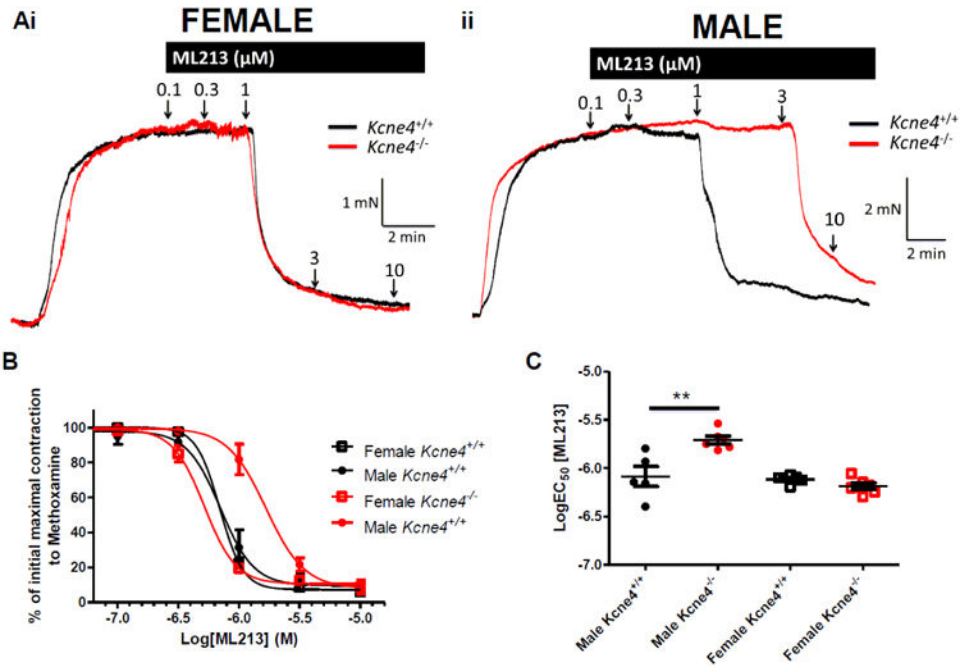 Ai
FEMALE
ML213 (µM)
0.1
0.3
1
Kcne4+/+
Kcne4-/-
1 mN
2 min
3
10
ii
MALE
ML213 (µM)
0.1
0.3
1
3
Kcne4+/+
Kcne4-/-
2 mN
2 min
10
B
% of initial maximal contraction
to Methoxamine
100
80
60
40
20
0
-7.0
-6.5
-6.0
-5.5
-5.0
Log[ML213] (M)
Female Kcne4+/+
Male Kcne4+/+
Female Kcne4-/-
Male Kcne4+/+
C
LogEC50 [ML213]
-5.0
-5.5
-6.0
-6.5
-7.0
**
Male Kcne4+/+
Male Kcne4-/-
Female Kcne4+/+
Female Kcne4-/-